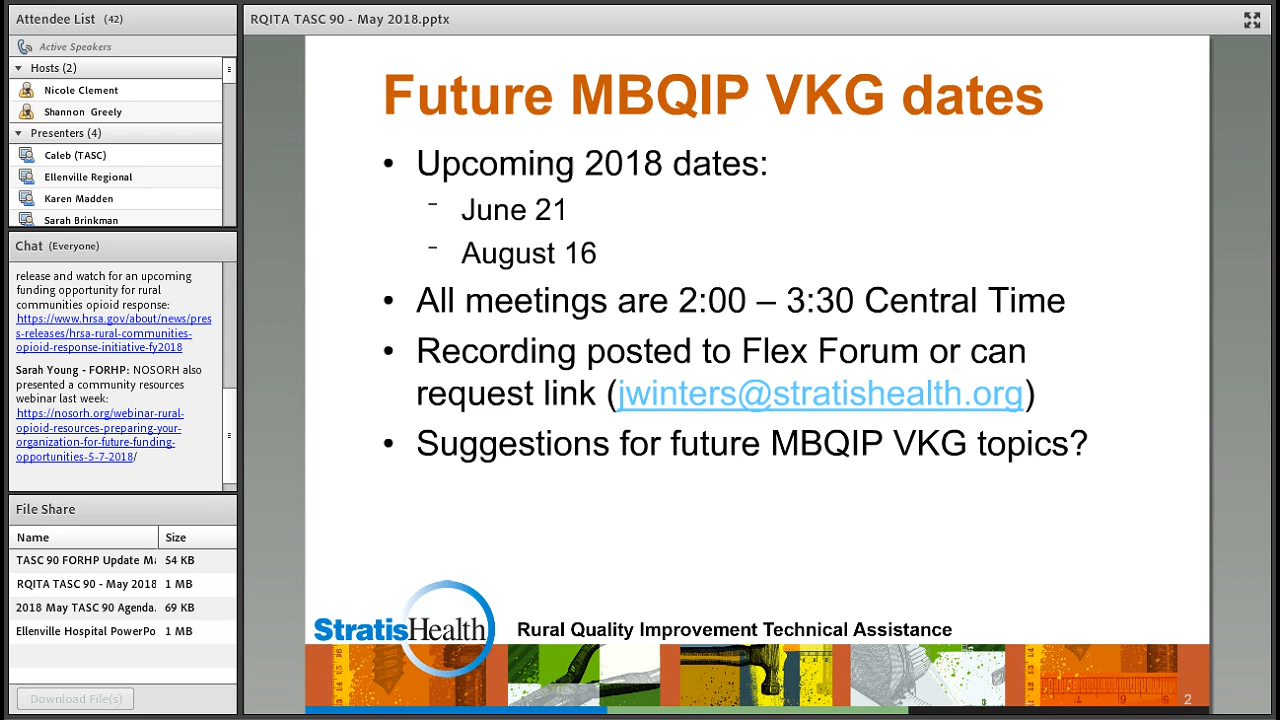 Attendee List (42)
Active Speakers
Hosts (2)
Nicole Clement
Shannon Greely
Presenters (4)
Caleb (TASC)
Ellenville Regional
Karen Madden
Sarah Brinkman
Chat (Everyone)
release and watch for an upcoming
funding opportunity for rural
communities opioid response:
https://www.hrsa.gov/about/news/pres
s-releases/hrsa-rural-communities-
opioid-response-initiative-fy2018
Sarah Young - FORHP: NOSORH also
presented a community resources
webinar last week:
https://nosorh.org/webinar-rural-
opioid-resources-preparing-your-
organization-for-future-funding-
opportunities-5-7-2018/
File Share
Name Size
TASC 90 FORHP Update Ma 54 KB
RQITA TASC 90 - May 2018 1 MB
2018 May TASC 90 Agenda. 69 KB
Ellenville Hospital PowerPo 1 MB
Download File(s)
RQITA TASC 90 - May 2018.pptx
Future MBQIP VKG dates
• Upcoming 2018 dates:
- June 21
- August 16
• All meetings are 2:00 – 3:30 Central Time
• Recording posted to Flex Forum or can
request link (jwinters@stratishealth.org)
• Suggestions for future MBQIP VKG topics?
StratisHealth
Rural Quality Improvement Technical Assistance
2